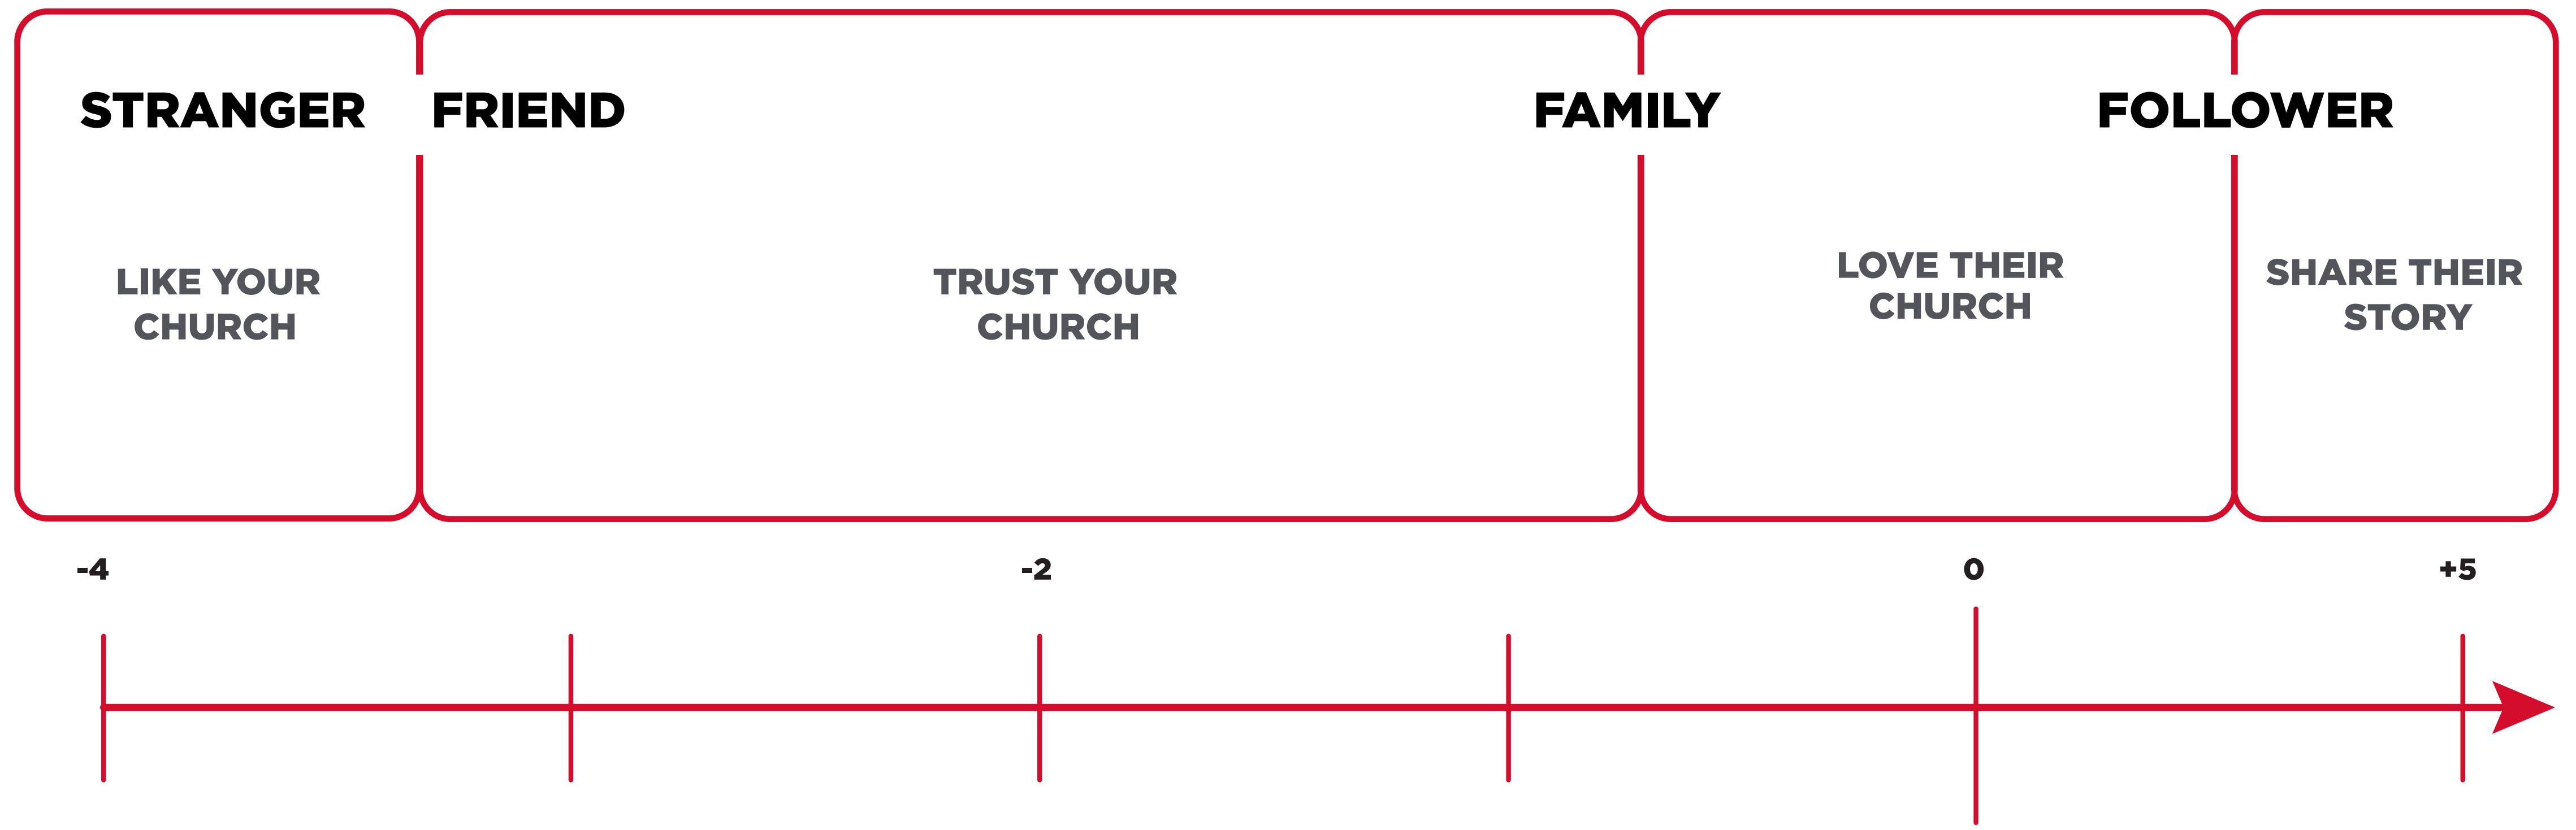 STRANGER FRIEND FAMILY FOLLOWER
LIKE YOUR
CHURCH
TRUST YOUR
CHURCH
LOVE THEIR
CHURCH
SHARE THEIR
STORY
-4 -2 0 +5